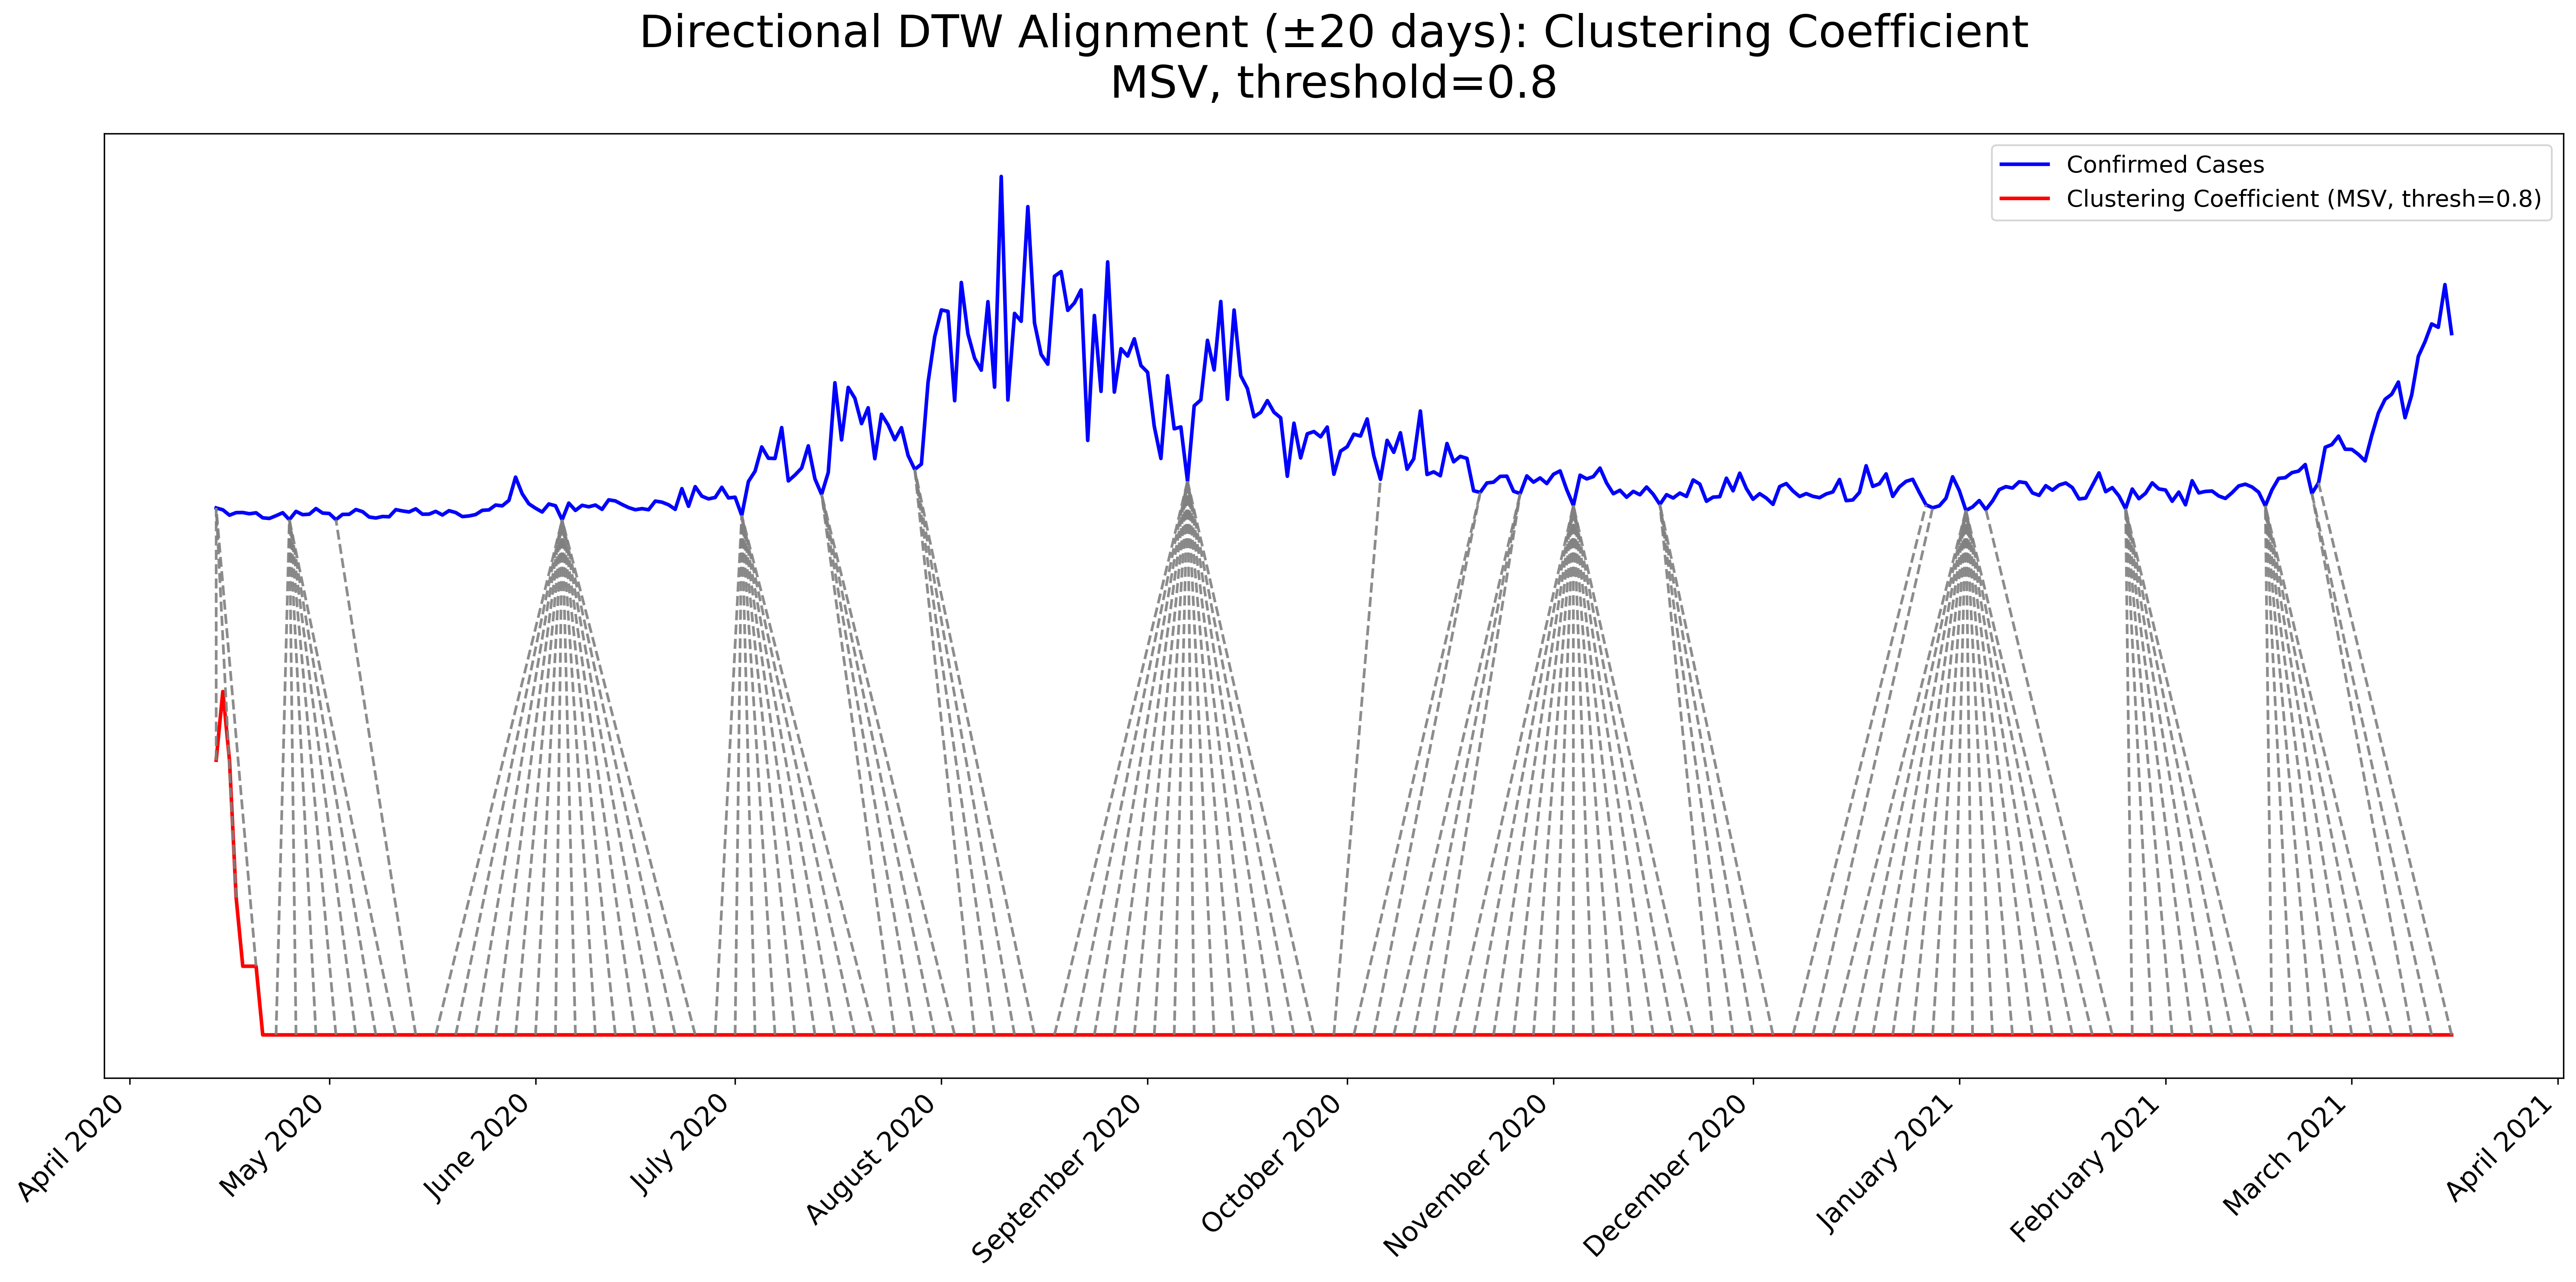 Directional DTW Alignment (±20 days): Clustering Coefficient
MSV, threshold=0.8
Confirmed Cases
Clustering Coefficient (MSV, thresh=0.8)
April 2020
May 2020
June 2020
July 2020
August 2020
September 2020
October 2020
November 2020
December 2020
January 2021
February 2021
March 2021
April 2021